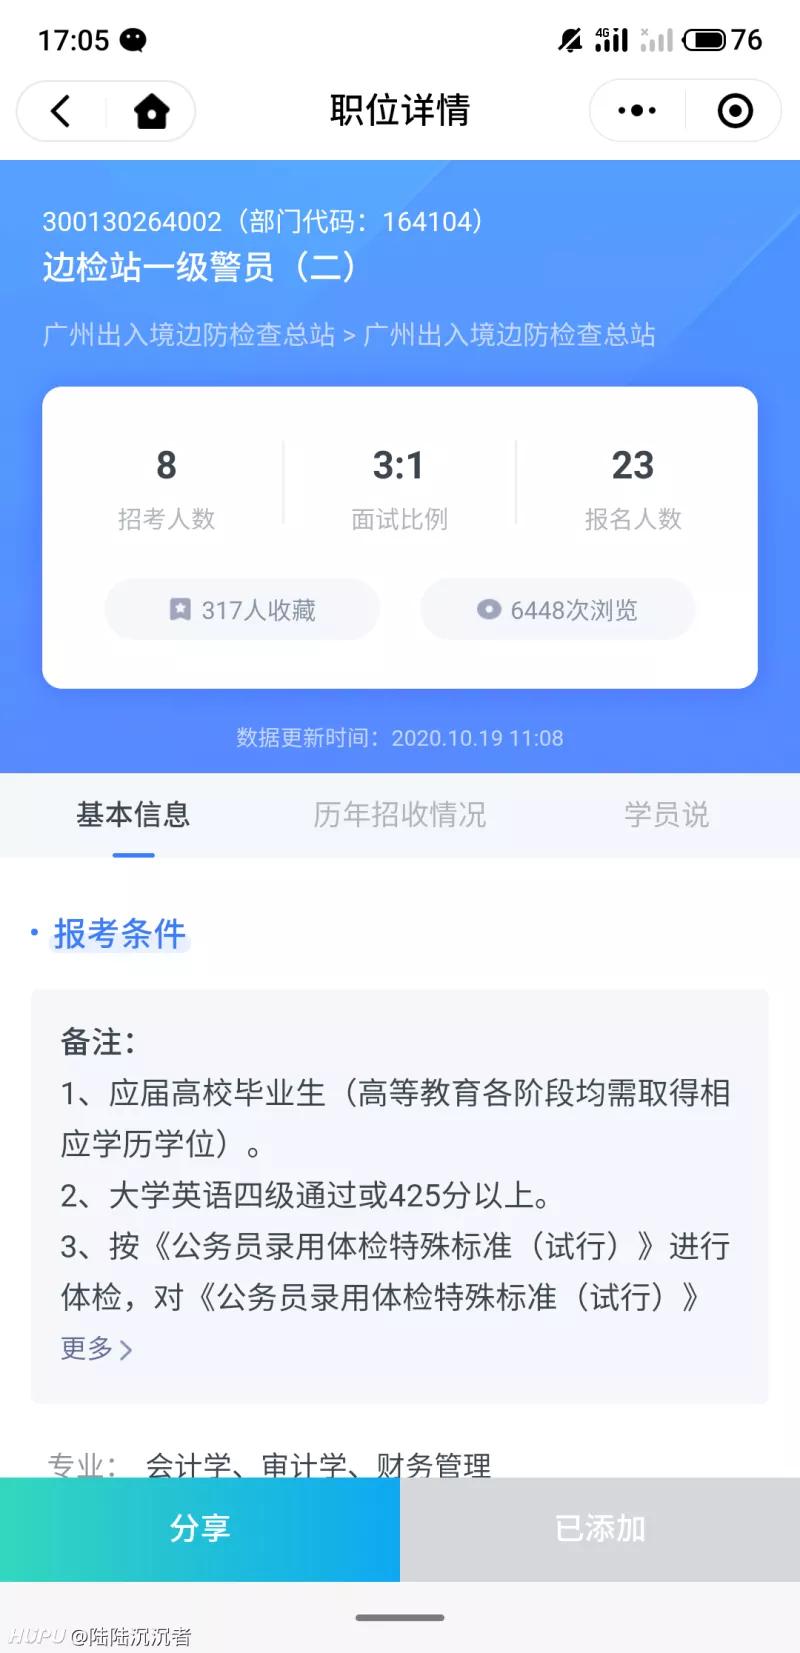 17:05
4G
76
职位详情
300130264002（部门代码：164104）
边检站一级警员（二）
广州出入境边防检查总站 > 广州出入境边防检查总站
8
3:1
23
招考人数
面试比例
报名人数
317人收藏
6448次浏览
数据更新时间：2020.10.19 11:08
基本信息
历年招收情况
学员说
· 报考条件
备注：
1、应届高校毕业生（高等教育各阶段均需取得相
应学历学位）。
2、大学英语四级通过或425分以上。
3、按《公务员录用体检特殊标准（试行）》进行
体检，对《公务员录用体检特殊标准（试行）》
更多 >
专业： 会计学、审计学、财务管理
分享
已添加
HUPU @陆陆沉沉者